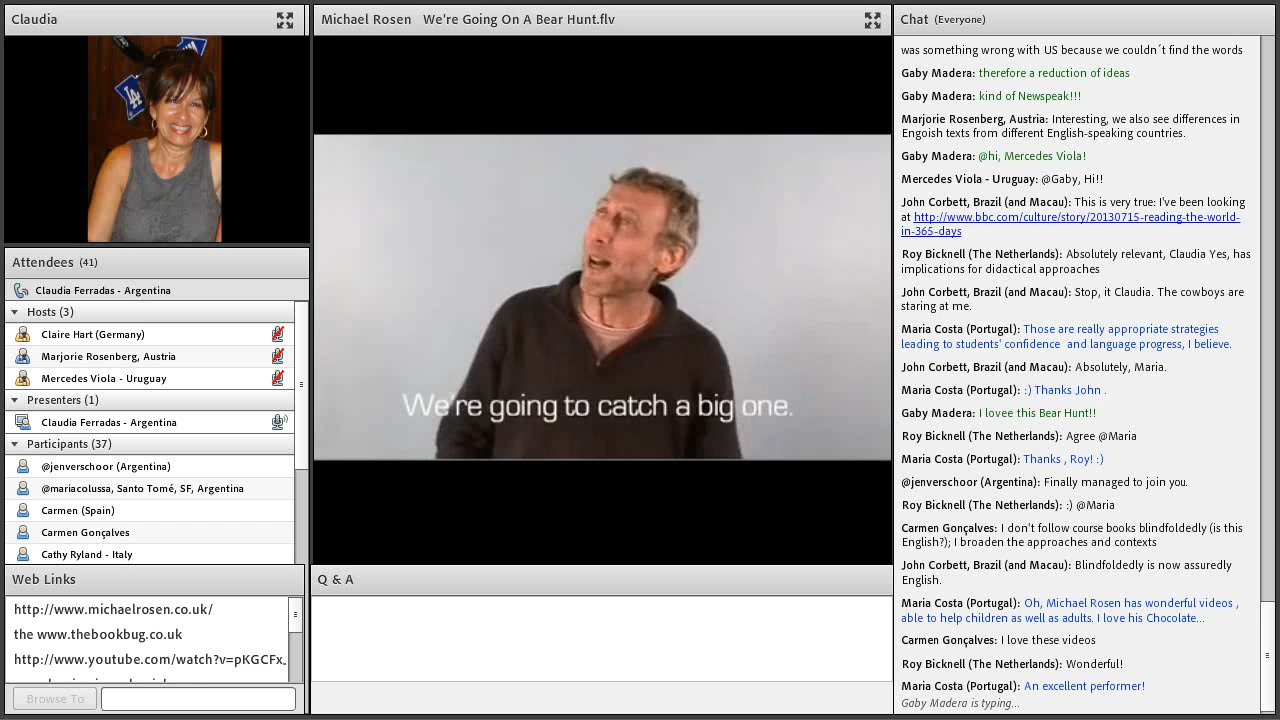 Claudia
LA
Attendees (41)
Claudia Ferradas - Argentina
Hosts (3)
Claire Hart (Germany)
Marjorie Rosenberg, Austria
Mercedes Viola - Uruguay
Presenters (1)
Claudia Ferradas - Argentina
Participants (37)
@jenverschoor (Argentina)
@mariacolussa, Santo Tomé, SF, Argentina
Carmen (Spain)
Carmen Gonçalves
Cathy Ryland - Italy
Web Links
http://www.michaelrosen.co.uk/
the www.thebookbug.co.uk
http://www.youtube.com/watch?v=pKGCFx_
Browse To
Michael Rosen We're Going On A Bear Hunt.flv
We're going to catch a big one.
Q & A
Chat (Everyone)
was something wrong with US because we couldn´t find the words
Gaby Madera: therefore a reduction of ideas
Gaby Madera: kind of Newspeak!!!
Marjorie Rosenberg, Austria: Interesting, we also see differences in
Engoish texts from different English-speaking countries.
Gaby Madera: @hi, Mercedes Viola!
Mercedes Viola - Uruguay: @Gaby, Hi!!
John Corbett, Brazil (and Macau): This is very true: I've been looking
at http://www.bbc.com/culture/story/20130715-reading-the-world-
in-365-days
Roy Bicknell (The Netherlands): Absolutely relevant, Claudia Yes, has
implications for didactical approaches
John Corbett, Brazil (and Macau): Stop, it Claudia. The cowboys are
staring at me.
Maria Costa (Portugal): Those are really appropriate strategies
leading to students' confidence and language progress, I believe.
John Corbett, Brazil (and Macau): Absolutely, Maria.
Maria Costa (Portugal): :) Thanks John .
Gaby Madera: I lovee this Bear Hunt!!
Roy Bicknell (The Netherlands): Agree @Maria
Maria Costa (Portugal): Thanks , Roy! :)
@jenverschoor (Argentina): Finally managed to join you.
Roy Bicknell (The Netherlands): :) @Maria
Carmen Gonçalves: I don't follow course books blindfoldedly (is this
English?); I broaden the approaches and contexts
John Corbett, Brazil (and Macau): Blindfoldedly is now assuredly
English.
Maria Costa (Portugal): Oh, Michael Rosen has wonderful videos ,
able to help children as well as adults. I love his Chocolate...
Carmen Gonçalves: I love these videos
Roy Bicknell (The Netherlands): Wonderful!
Maria Costa (Portugal): An excellent performer!
Gaby Madera is typing...